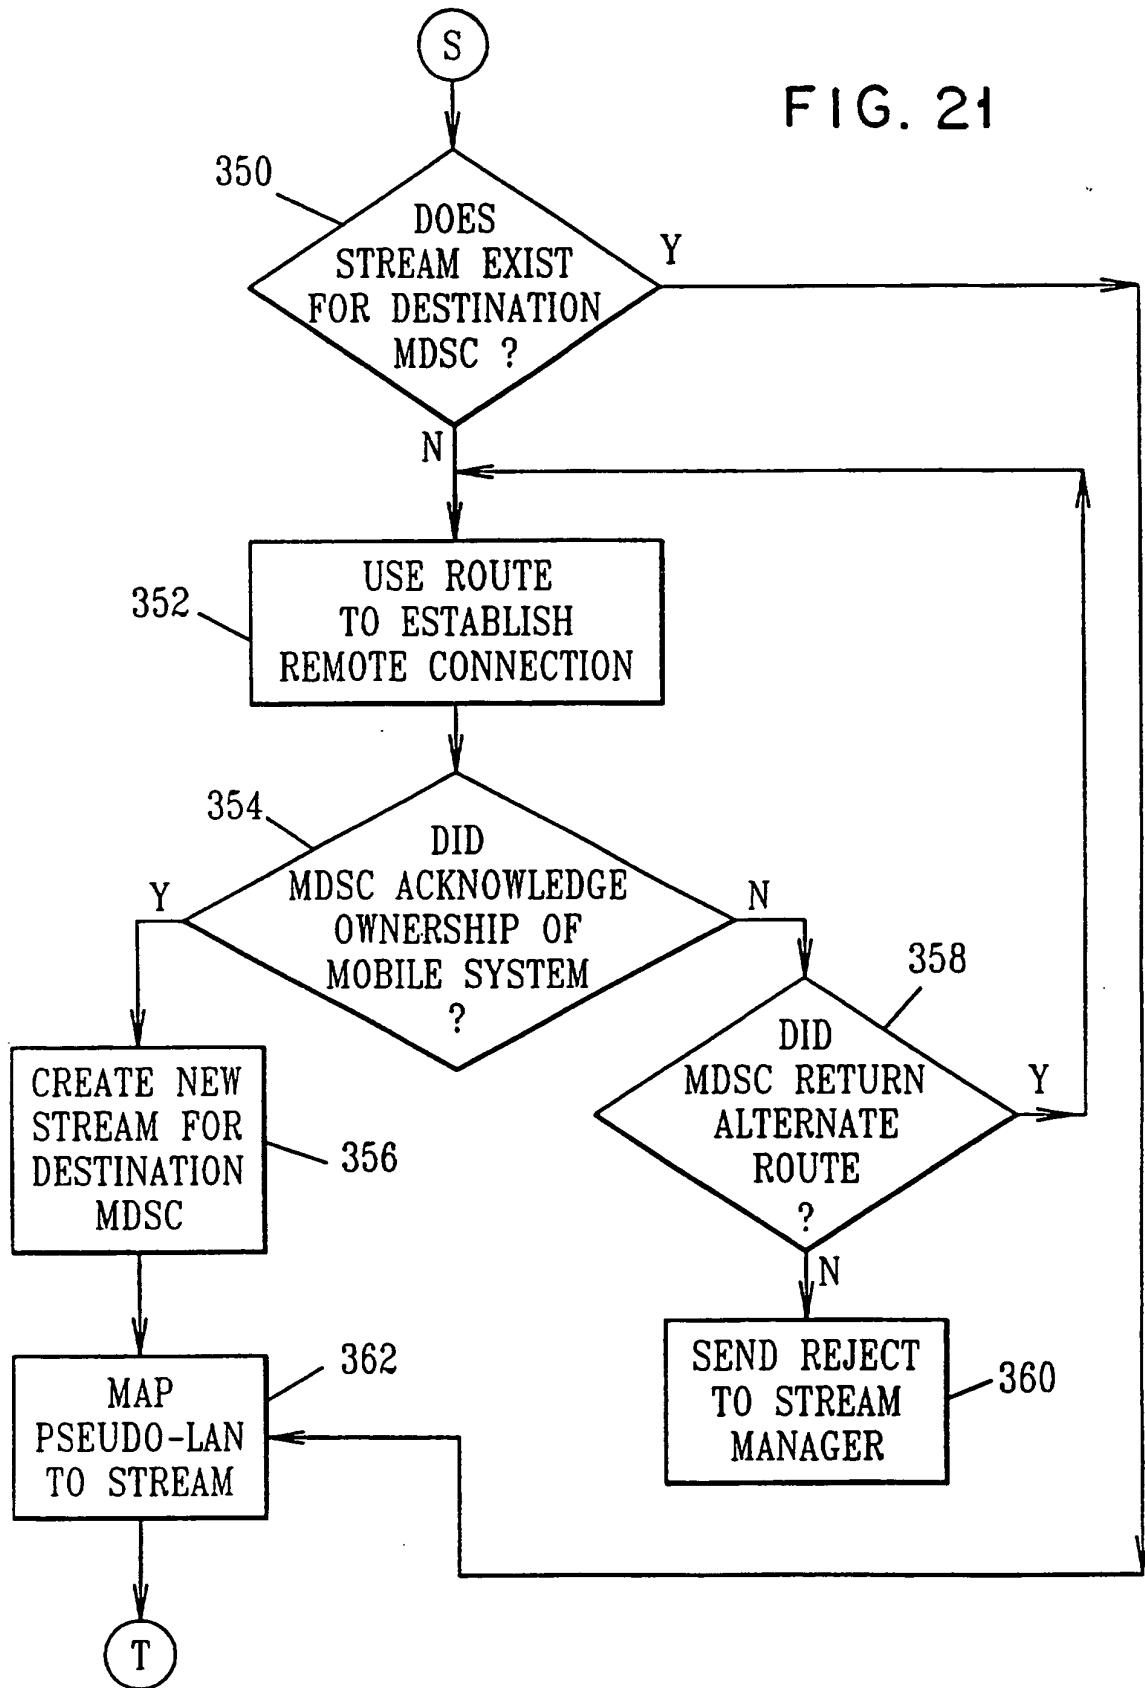 S
FIG. 21
350
DOES
STREAM EXIST
FOR DESTINATION
MDSC ?
Y
N
352
USE ROUTE
TO ESTABLISH
REMOTE CONNECTION
354
DID
MDSC ACKNOWLEDGE
OWNERSHIP OF
MOBILE SYSTEM
?
Y
N
358
DID
MDSC RETURN
ALTERNATE
ROUTE
?
Y
N
CREATE NEW
STREAM FOR
DESTINATION
MDSC
356
SEND REJECT
TO STREAM
MANAGER
360
362
MAP
PSEUDO-LAN
TO STREAM
T